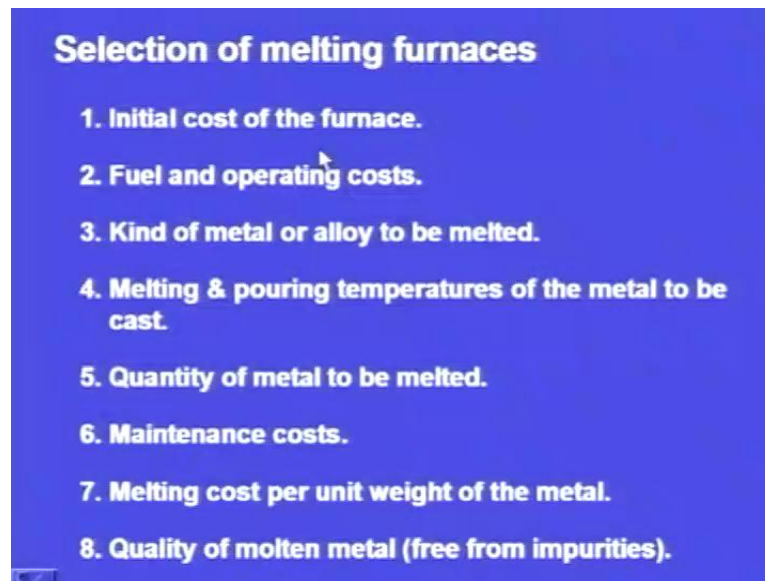 Selection of melting furnaces
1. Initial cost of the furnace.
2. Fuel and operating costs.
3. Kind of metal or alloy to be melted.
4. Melting & pouring temperatures of the metal to be
cast.
5. Quantity of metal to be melted.
6. Maintenance costs.
7. Melting cost per unit weight of the metal.
8. Quality of molten metal (free from impurities).